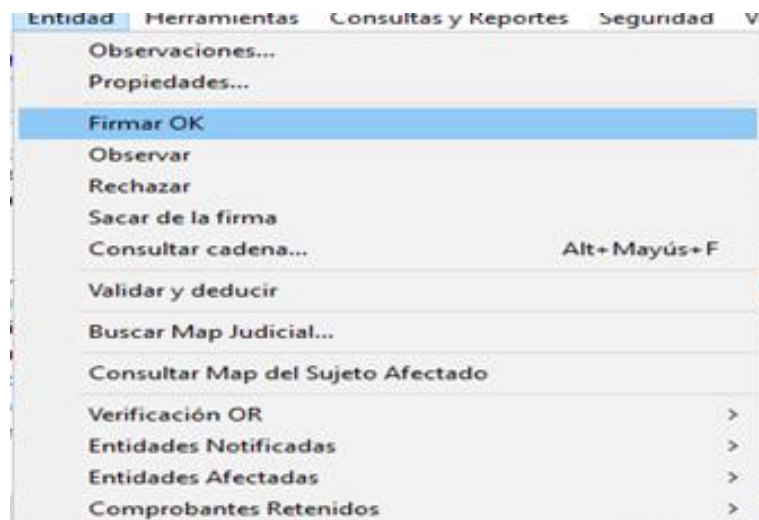 Entidad Herramientas Consultas y Reportes Seguridad V
Observaciones...
Propiedades...
Firmar OK
Observar
Rechazar
Sacar de la firma
Consultar cadena... Alt+Mayús+F
Validar y deducir
Buscar Map Judicial...
Consultar Map del Sujeto Afectado
Verificación OR >
Entidades Notificadas >
Entidades Afectadas >
Comprobantes Retenidos >